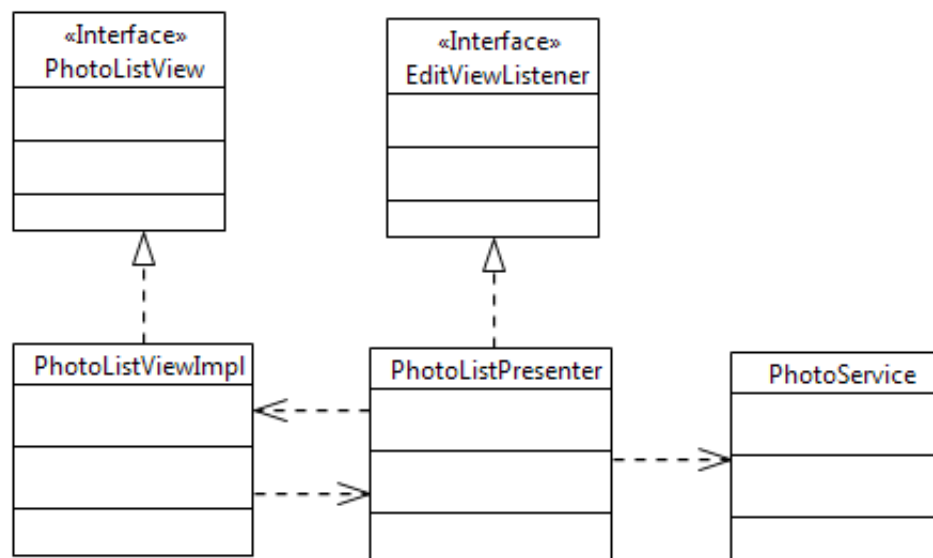 «Interface»
PhotoListView
«Interface»
EditViewListener
PhotoListViewImpl
PhotoListPresenter
PhotoService